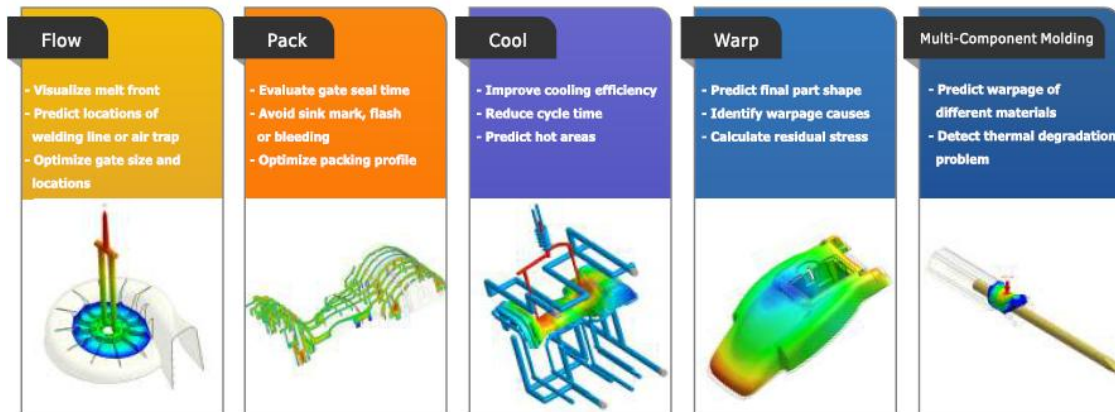 Flow
- Visualize melt front
- Predict locations of
welding line or air trap
- Optimize gate size and
locations
Pack
- Evaluate gate seal time
- Avoid sink mark, flash
or bleeding
- Optimize packing profile
Cool
- Improve cooling efficiency
- Reduce cycle time
- Predict hot areas
Warp
- Predict final part shape
- Identify warpage causes
- Calculate residual stress
Multi-Component Molding
- Predict warpage of
different materials
- Detect thermal degradation
problem